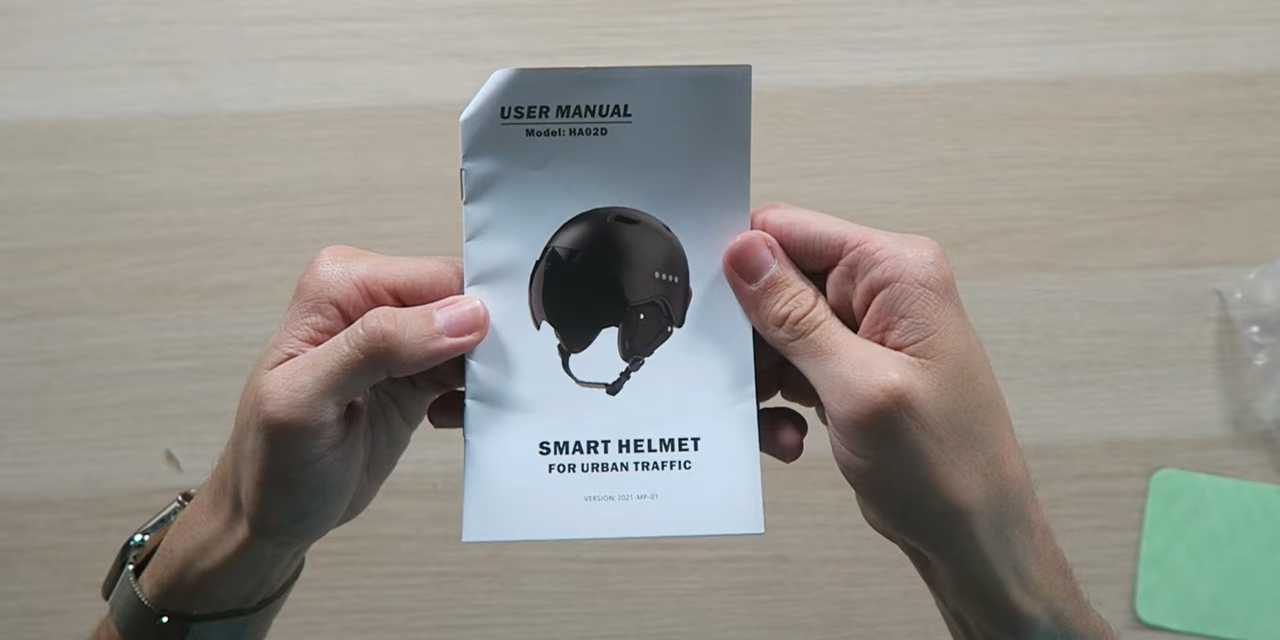 USER MANUAL
Model: HA02D
SMART HELMET
FOR URBAN TRAFFIC
VERSION: 2021-MP-01